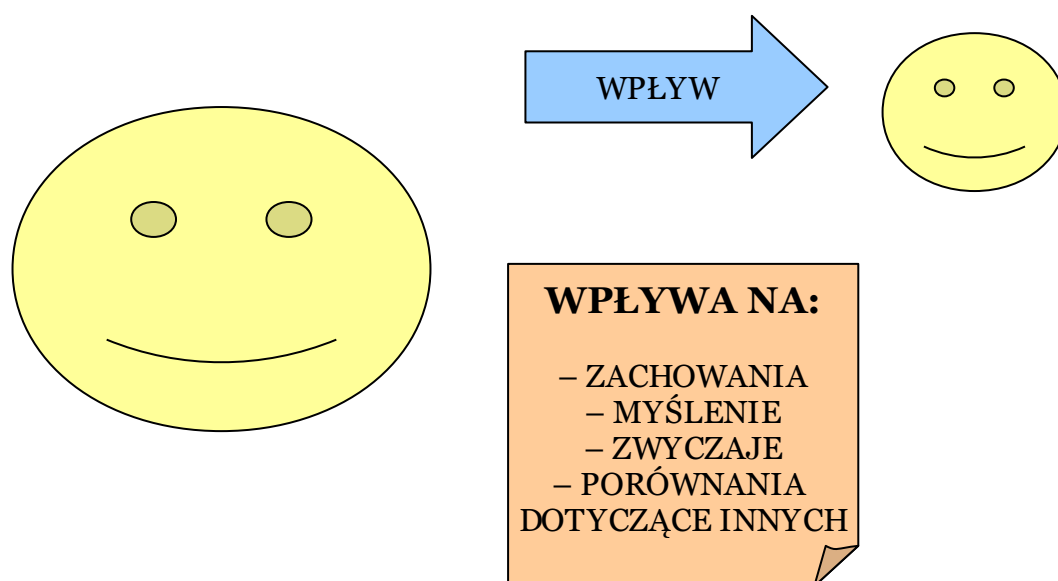 WPŁYW
WPŁYWA NA:
– ZACHOWANIA
– MYŚLENIE
– ZWYCZAJE
– PORÓWNANIA
DOTYCZĄCE INNYCH